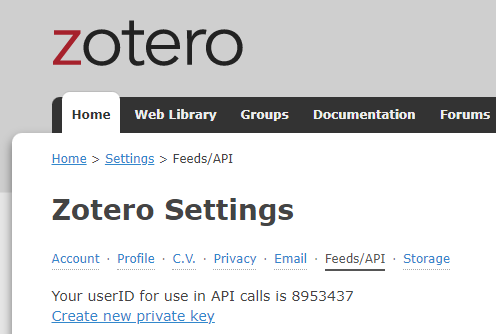 zotero
Home Web Library Groups Documentation Forums
Home > Settings > Feeds/API
Zotero Settings
Account · Profile · C.V. · Privacy · Email · Feeds/API · Storage
Your userID for use in API calls is 8953437
Create new private key